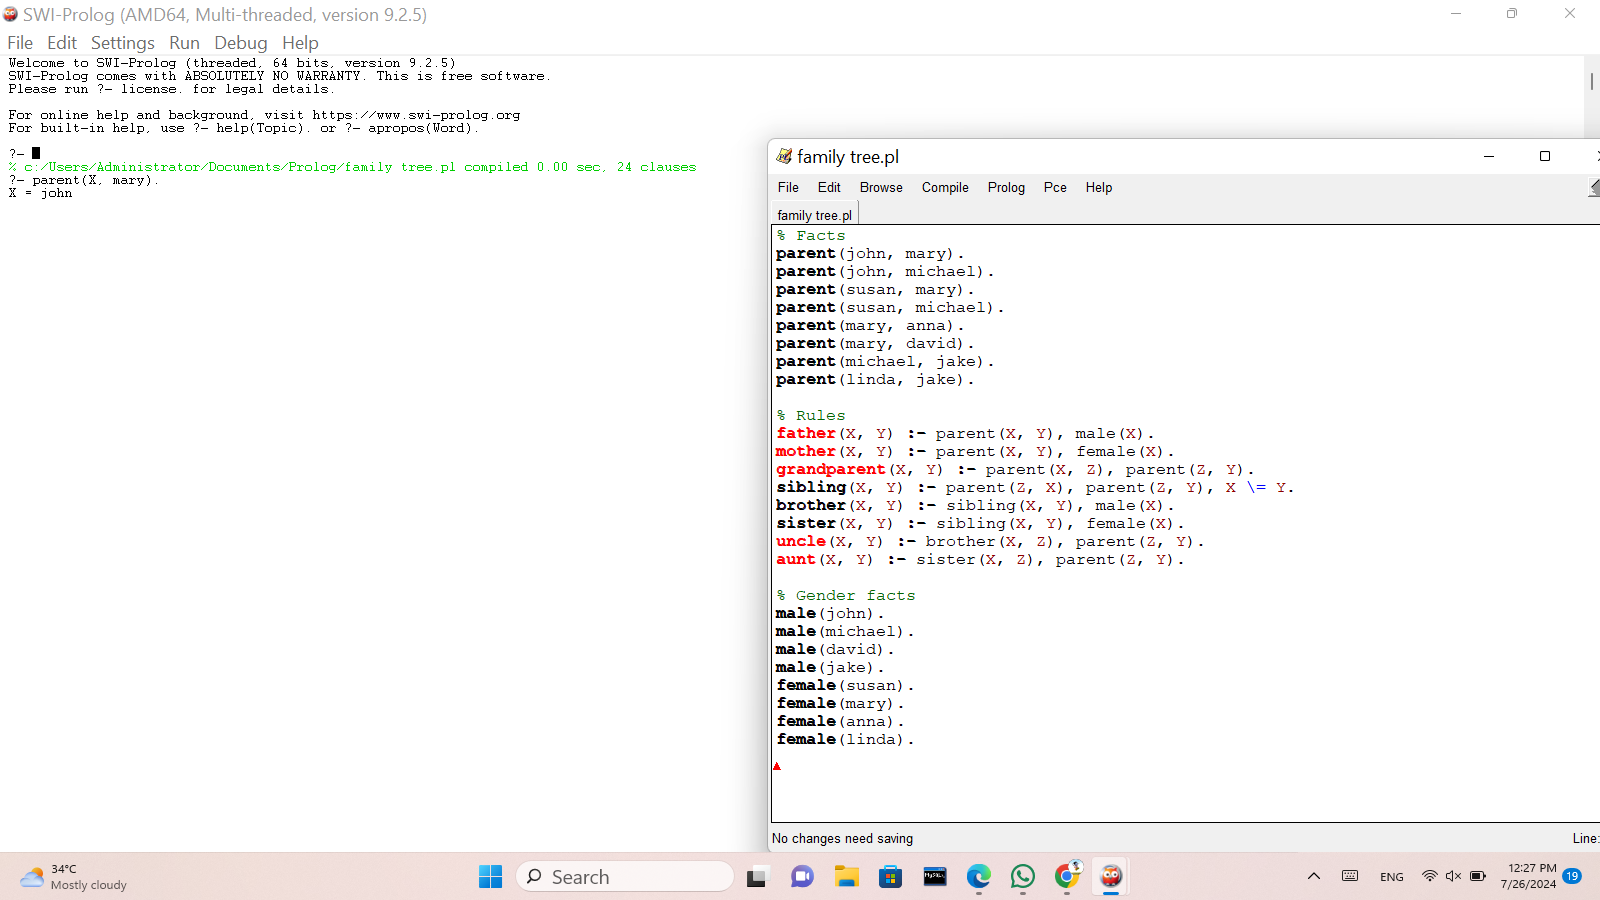 SWI-Prolog (AMD64, Multi-threaded, version 9.2.5)
File Edit Settings Run Debug Help
Welcome to SWI-Prolog (threaded, 64 bits, version 9.2.5)
SWI-Prolog comes with ABSOLUTELY NO WARRANTY. This is free software.
Please run ?- license. for legal details.
For online help and background, visit https://www.swi-prolog.org
For built-in help, use ?- help(Topic). or ?- apropos(Word).
?-
% c:/Users/Administrator/Documents/Prolog/family tree.pl compiled 0.00 sec, 24 clauses
?- parent(X, mary).
X = john
family tree.pl
File Edit Browse Compile Prolog Pce Help
family tree.pl
% Facts
parent(john, mary).
parent(john, michael).
parent(susan, mary).
parent(susan, michael).
parent(mary, anna).
parent(mary, david).
parent(michael, jake).
parent(linda, jake).
% Rules
father(X, Y) :- parent(X, Y), male(X).
mother(X, Y) :- parent(X, Y), female(X).
grandparent(X, Y) :- parent(X, Z), parent(Z, Y).
sibling(X, Y) :- parent(Z, X), parent(Z, Y), X \= Y.
brother(X, Y) :- sibling(X, Y), male(X).
sister(X, Y) :- sibling(X, Y), female(X).
uncle(X, Y) :- brother(X, Z), parent(Z, Y).
aunt(X, Y) :- sister(X, Z), parent(Z, Y).
% Gender facts
male(john).
male(michael).
male(david).
male(jake).
female(susan).
female(mary).
female(anna).
female(linda).
No changes need saving
Line:
34°C
Mostly cloudy
Search
MySQL
ENG
12:27 PM
7/26/2024
19